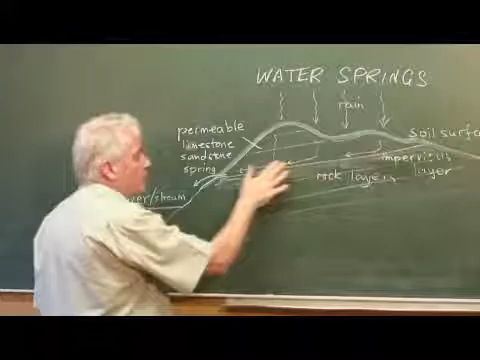 WATER SPRINGS
rain
permeable
limestone
sandstone
spring
soil surface
impervious
layer
rock layers
river/stream